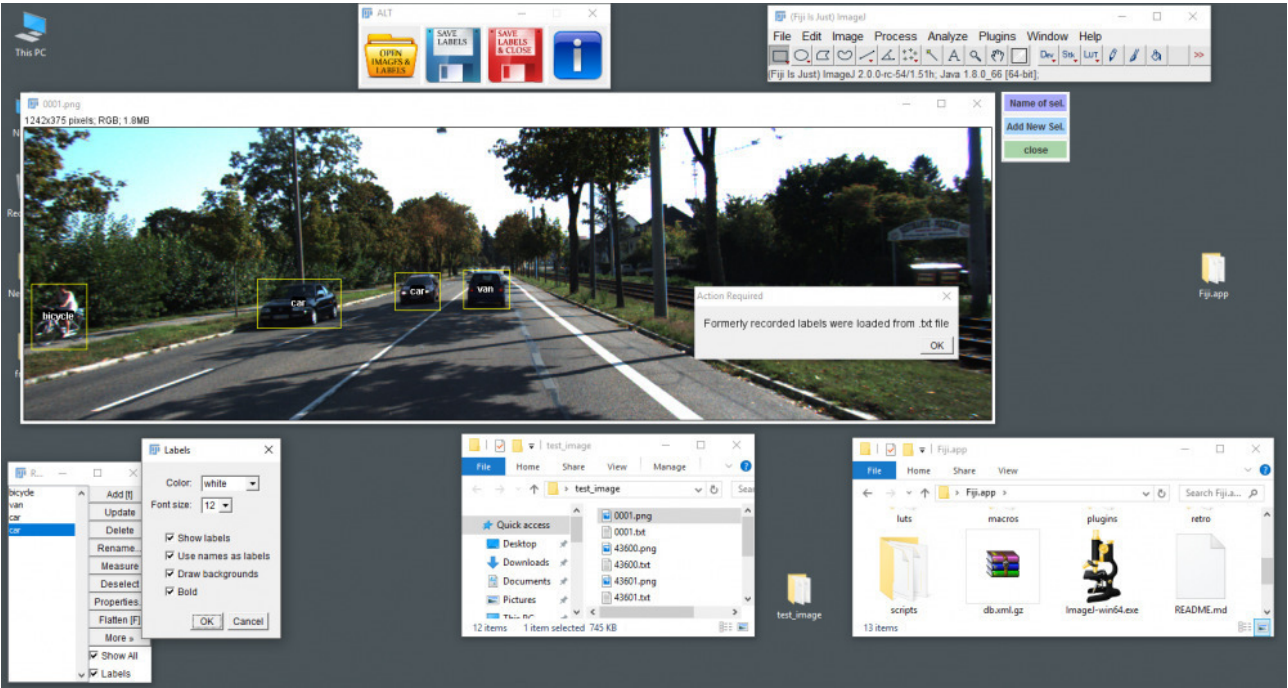 This PC
ALT
OPEN
IMAGES &
LABELS
SAVE
LABELS
SAVE
LABELS
& CLOSE
i
(Fiji Is Just) ImageJ
File Edit Image Process Analyze Plugins Window Help
Dev Stk LUT >>
(Fiji Is Just) ImageJ 2.0.0-rc-54/1.51h; Java 1.8.0_66 [64-bit];
0001.png
1242x375 pixels; RGB; 1.8MB
Name of sel.
Add New Sel.
close
bicycle
car
car
van
Action Required
Formerly recorded labels were loaded from .txt file
OK
Fiji.app
R...
bicycle
van
car
car
Add [t]
Update
Delete
Rename...
Measure
Deselect
Properties.
Flatten [F]
More »
Show All
Labels
Labels
Color: white
Font size: 12
Show labels
Use names as labels
Draw backgrounds
Bold
OK Cancel
test_image
File Home Share View Manage
test_image
Sear
Quick access
Desktop
Downloads
Documents
Pictures
This PC
0001.png
0001.txt
43600.png
43600.txt
43601.png
43601.txt
12 items 1 item selected 745 KB
test_image
Fiji.app
File Home Share View
Fiji.app
Search Fiji.a...
luts macros plugins retro
scripts db.xml.gz ImageJ-win64.exe README.md
13 items